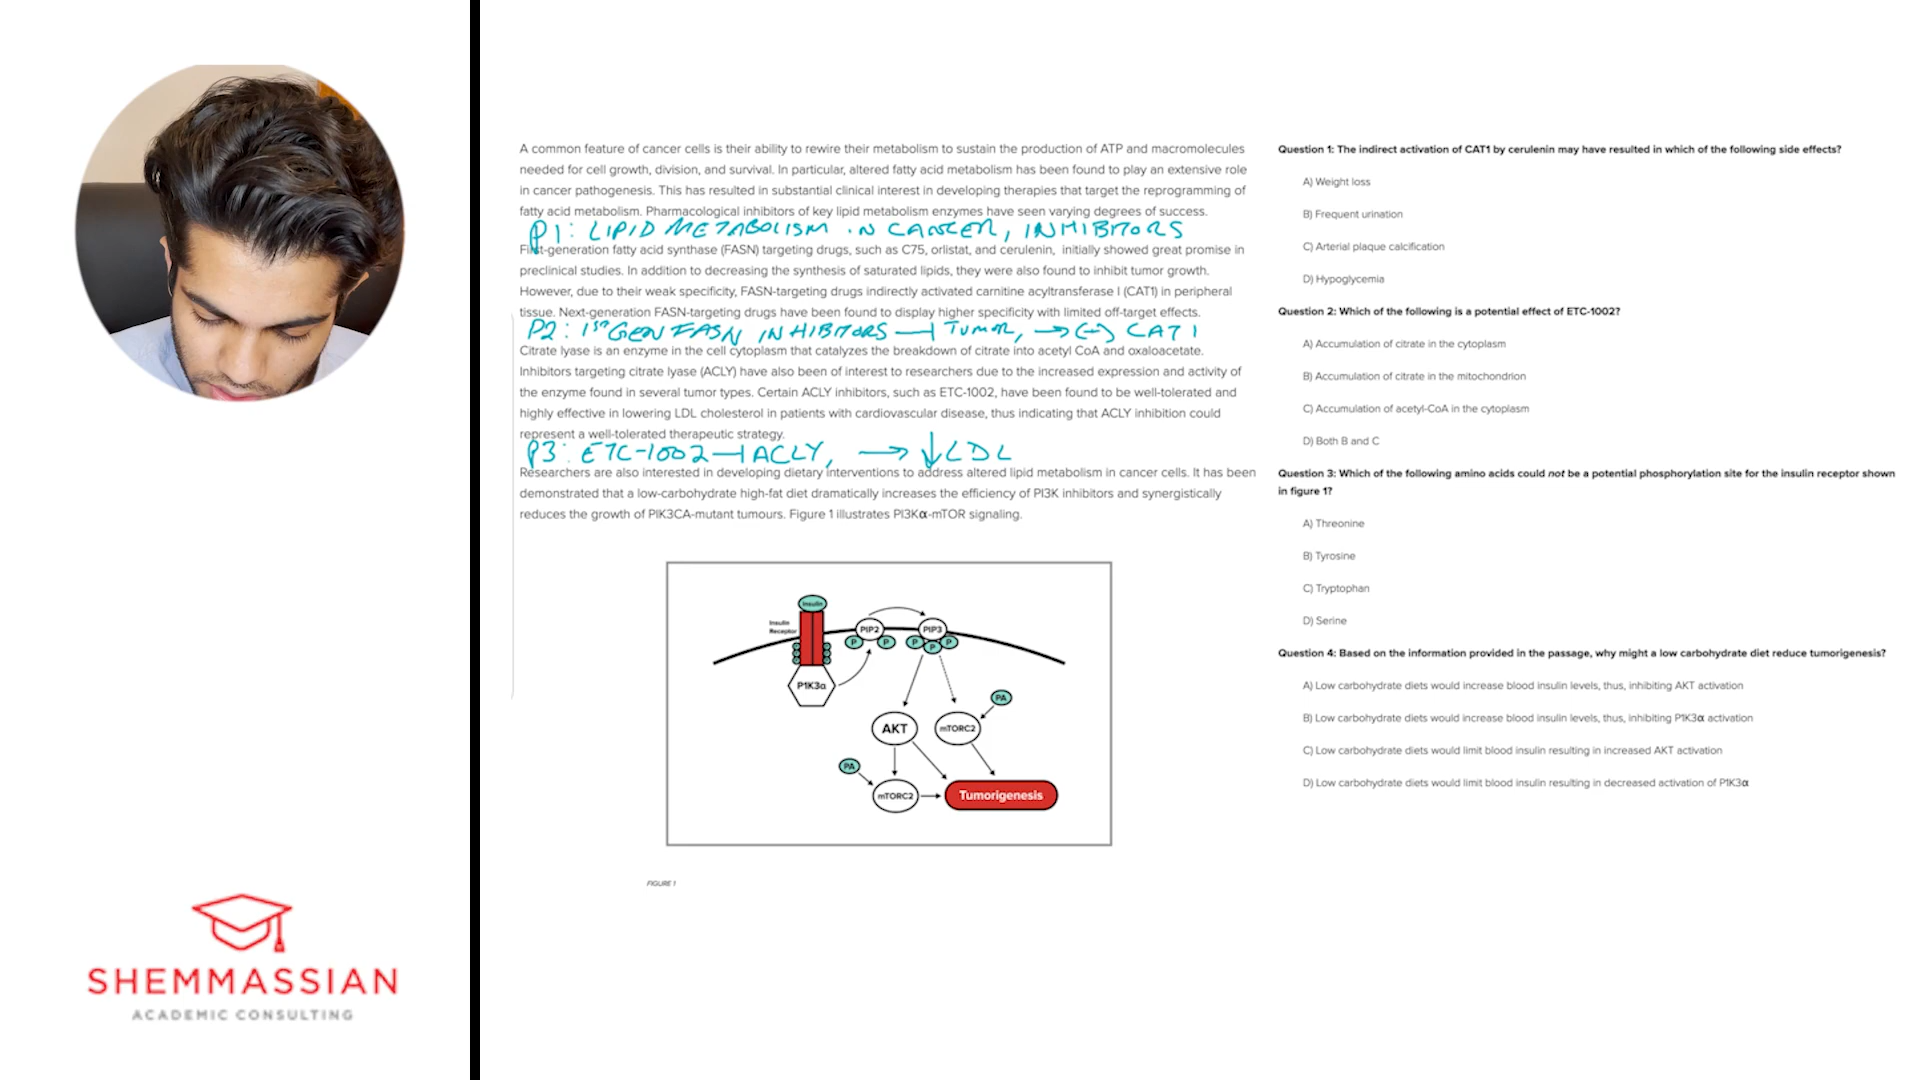 A common feature of cancer cells is their ability to rewire their metabolism to sustain the production of ATP and macromolecules
needed for cell growth, division, and survival. In particular, altered fatty acid metabolism has been found to play an extensive role
in cancer pathogenesis. This has resulted in substantial clinical interest in developing therapies that target the reprogramming of
fatty acid metabolism. Pharmacological inhibitors of key lipid metabolism enzymes have seen varying degrees of success.
P1: LIPID METABOLISM IN CANCER, INHIBITORS
First-generation fatty acid synthase (FASN) targeting drugs, such as C75, orlistat, and cerulenin, initially showed great promise in
preclinical studies. In addition to decreasing the synthesis of saturated lipids, they were also found to inhibit tumor growth.
However, due to their weak specificity, FASN-targeting drugs indirectly activated carnitine acyltransferase I (CAT1) in peripheral
tissue. Next-generation FASN-targeting drugs have been found to display higher specificity with limited off-target effects.
P2: 1ST GEN FASN INHIBITORS ⊣ TUMOR, → (+) CAT1
Citrate lyase is an enzyme in the cell cytoplasm that catalyzes the breakdown of citrate into acetyl CoA and oxaloacetate.
Inhibitors targeting citrate lyase (ACLY) have also been of interest to researchers due to the increased expression and activity of
the enzyme found in several tumor types. Certain ACLY inhibitors, such as ETC-1002, have been found to be well-tolerated and
highly effective in lowering LDL cholesterol in patients with cardiovascular disease, thus indicating that ACLY inhibition could
represent a well-tolerated therapeutic strategy.
P3: ETC-1002 ⊣ ACLY, → ↓ LDL
Researchers are also interested in developing dietary interventions to address altered lipid metabolism in cancer cells. It has been
demonstrated that a low-carbohydrate high-fat diet dramatically increases the efficiency of PI3K inhibitors and synergistically
reduces the growth of PIK3CA-mutant tumours. Figure 1 illustrates PI3Kα-mTOR signaling.
Insulin
Insulin
Receptor
PIP2
PIP3
P
P
P
P
P
P1K3α
PA
AKT
mTORC2
PA
mTORC2
Tumorigenesis
FIGURE 1
Question 1: The indirect activation of CAT1 by cerulenin may have resulted in which of the following side effects?
A) Weight loss
B) Frequent urination
C) Arterial plaque calcification
D) Hypoglycemia
Question 2: Which of the following is a potential effect of ETC-1002?
A) Accumulation of citrate in the cytoplasm
B) Accumulation of citrate in the mitochondrion
C) Accumulation of acetyl-CoA in the cytoplasm
D) Both B and C
Question 3: Which of the following amino acids could not be a potential phosphorylation site for the insulin receptor shown
in figure 1?
A) Threonine
B) Tyrosine
C) Tryptophan
D) Serine
Question 4: Based on the information provided in the passage, why might a low carbohydrate diet reduce tumorigenesis?
A) Low carbohydrate diets would increase blood insulin levels, thus, inhibiting AKT activation
B) Low carbohydrate diets would increase blood insulin levels, thus, inhibiting P1K3α activation
C) Low carbohydrate diets would limit blood insulin resulting in increased AKT activation
D) Low carbohydrate diets would limit blood insulin resulting in decreased activation of P1K3α
SHEMMASSIAN
ACADEMIC CONSULTING